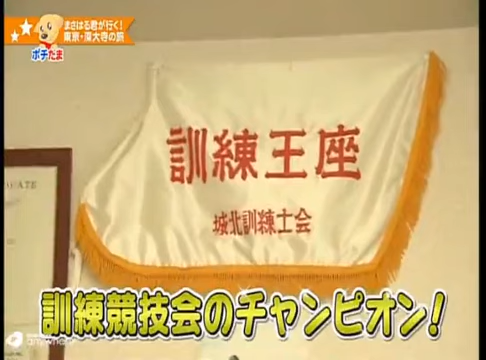 まさはる君が行く!
東京・深大寺の旅
ポチたま
訓練王座
城北訓練士会
訓練競技会のチャンピオン!
anywhere